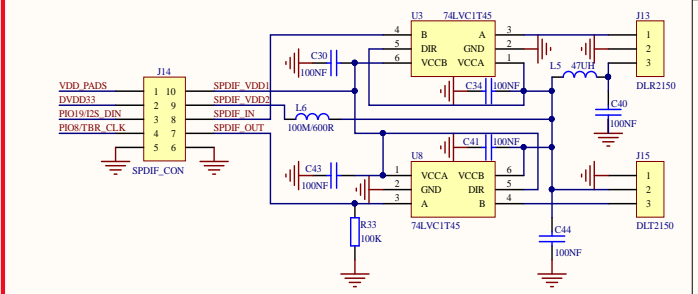 U3 74LVC1T45 J13
4 B A 3 1
5 DIR GND 2 2
6 VCCB VCCA 1 3
C30
100NF
L5 47UH
DLR2150
J14
VDD_PADS 1 10 SPDIF_VDD1
DVDD33 2 9 SPDIF_VDD2
PIO19/I2S_DIN 3 8 SPDIF_IN
PIO8/TBR_CLK 4 7 SPDIF_OUT
5 6
SPDIF_CON
C34 100NF
L6
100M/600R
C40
100NF
C41 100NF
U8 J15
C43
100NF
1 VCCA VCCB 6 1
2 GND DIR 5 2
3 A B 4 3
74LVC1T45 DLT2150
R33
100K
C44
100NF